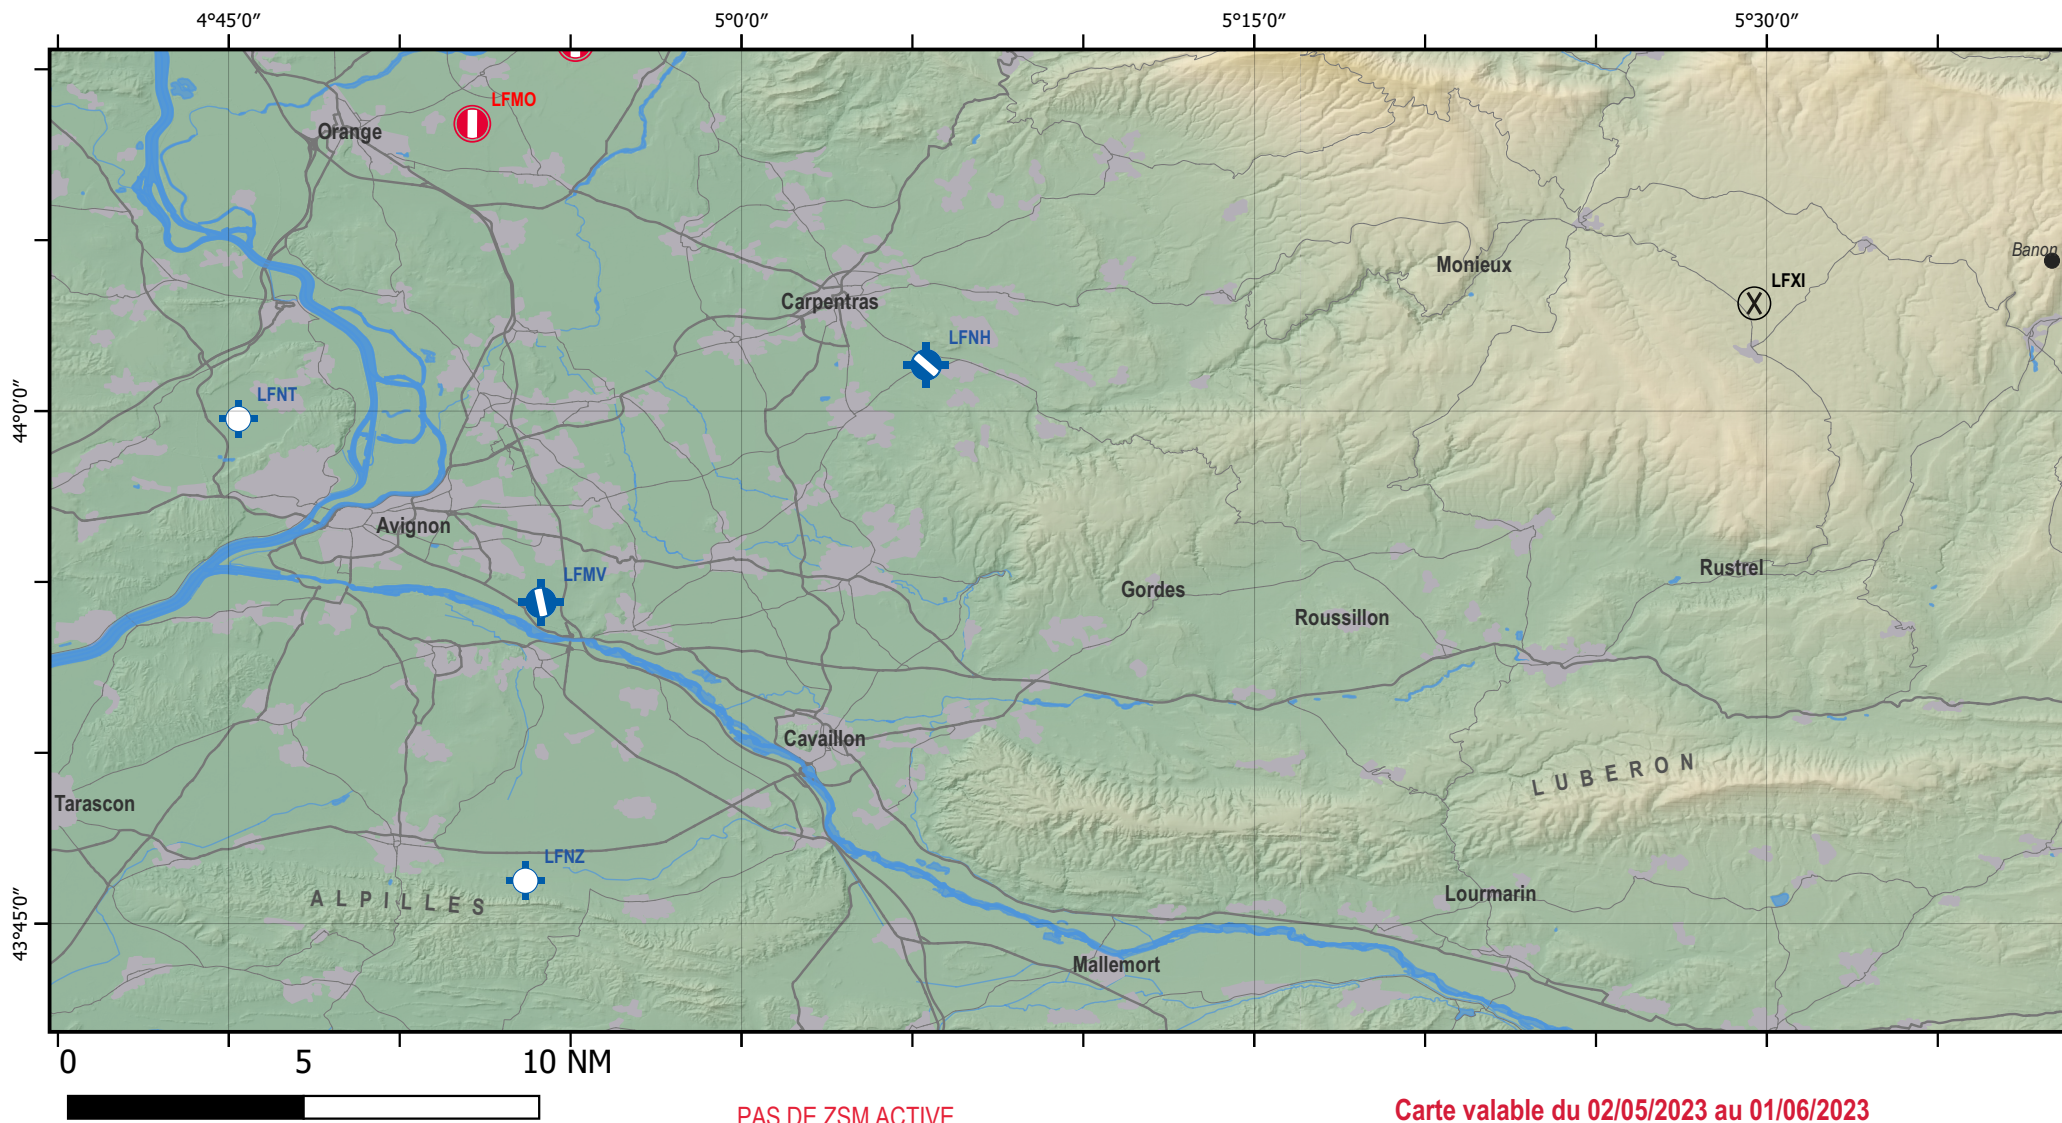 4°45'0" 5°0'0" 5°15'0" 5°30'0"
LFMO
Orange
Banon
Monieux
LFXI
Carpentras
LFNH
LFNT
44°0'0"
Avignon
Rustrel
LFMV
Gordes
Roussillon
Cavaillon
LUBERON
Tarascon
LFNZ
Lourmarin
ALPILLES
43°45'0"
Mallemort
0 5 10 NM
PAS DE ZSM ACTIVE
Carte valable du 02/05/2023 au 01/06/2023